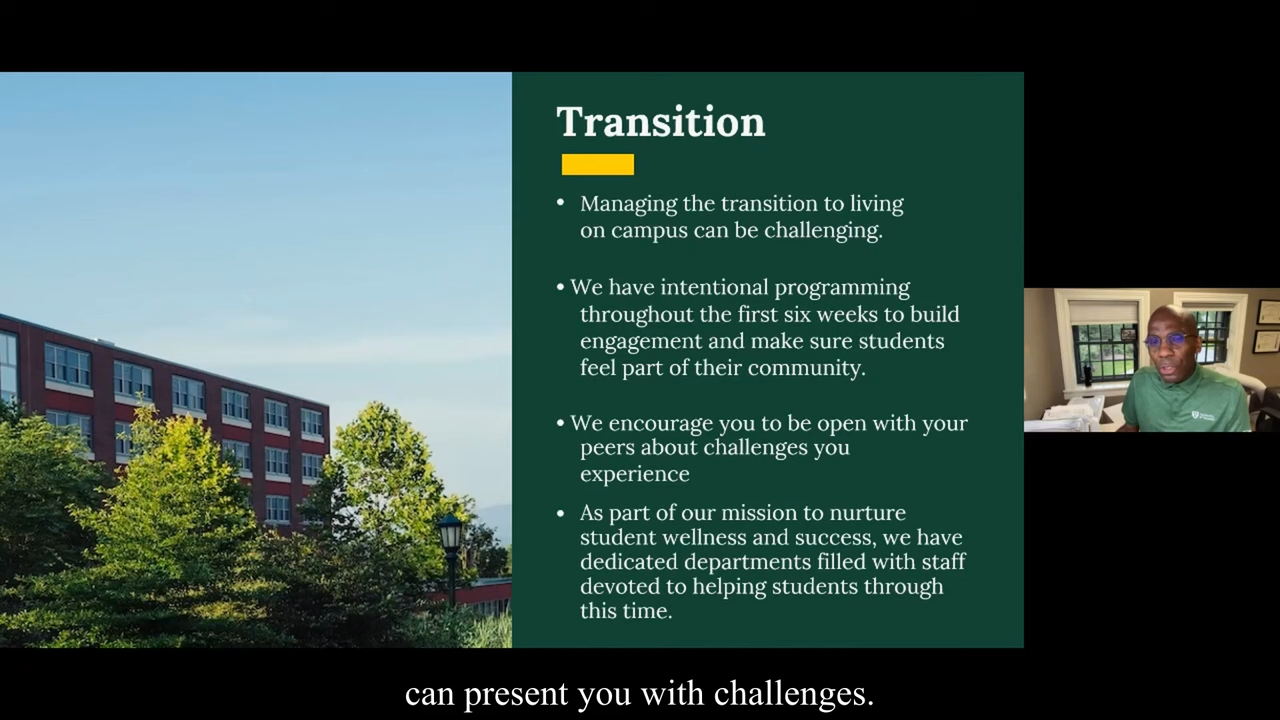 Transition
• Managing the transition to living
on campus can be challenging.
• We have intentional programming
throughout the first six weeks to build
engagement and make sure students
feel part of their community.
• We encourage you to be open with your
peers about challenges you
experience
• As part of our mission to nurture
student wellness and success, we have
dedicated departments filled with staff
devoted to helping students through
this time.
can present you with challenges.